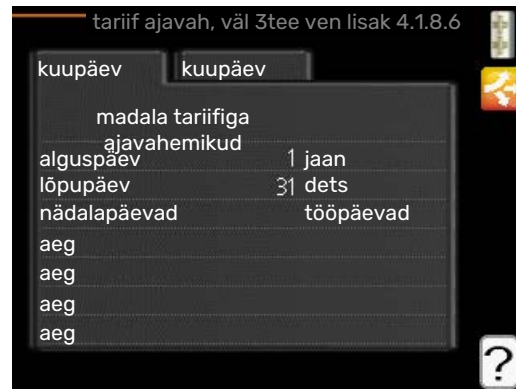 tariif ajavah, väl 3tee ven lisak 4.1.8.6
kuupäev kuupäev
madala tariifiga
ajavahemikud
alguspäev 1 jaan
lõpupäev 31 dets
nädalapäevad tööpäevad
aeg
aeg
aeg
aeg
?